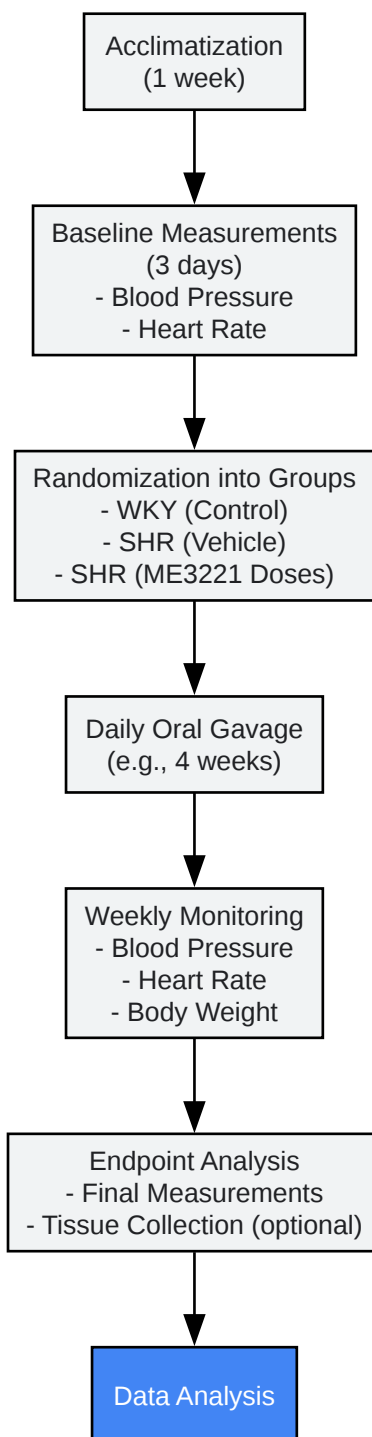 Acclimatization
(1 week)
Baseline Measurements
(3 days)
- Blood Pressure
- Heart Rate
Randomization into Groups
- WKY (Control)
- SHR (Vehicle)
- SHR (ME3221 Doses)
Daily Oral Gavage
(e.g., 4 weeks)
Weekly Monitoring
- Blood Pressure
- Heart Rate
- Body Weight
Endpoint Analysis
- Final Measurements
- Tissue Collection (optional)
Data Analysis